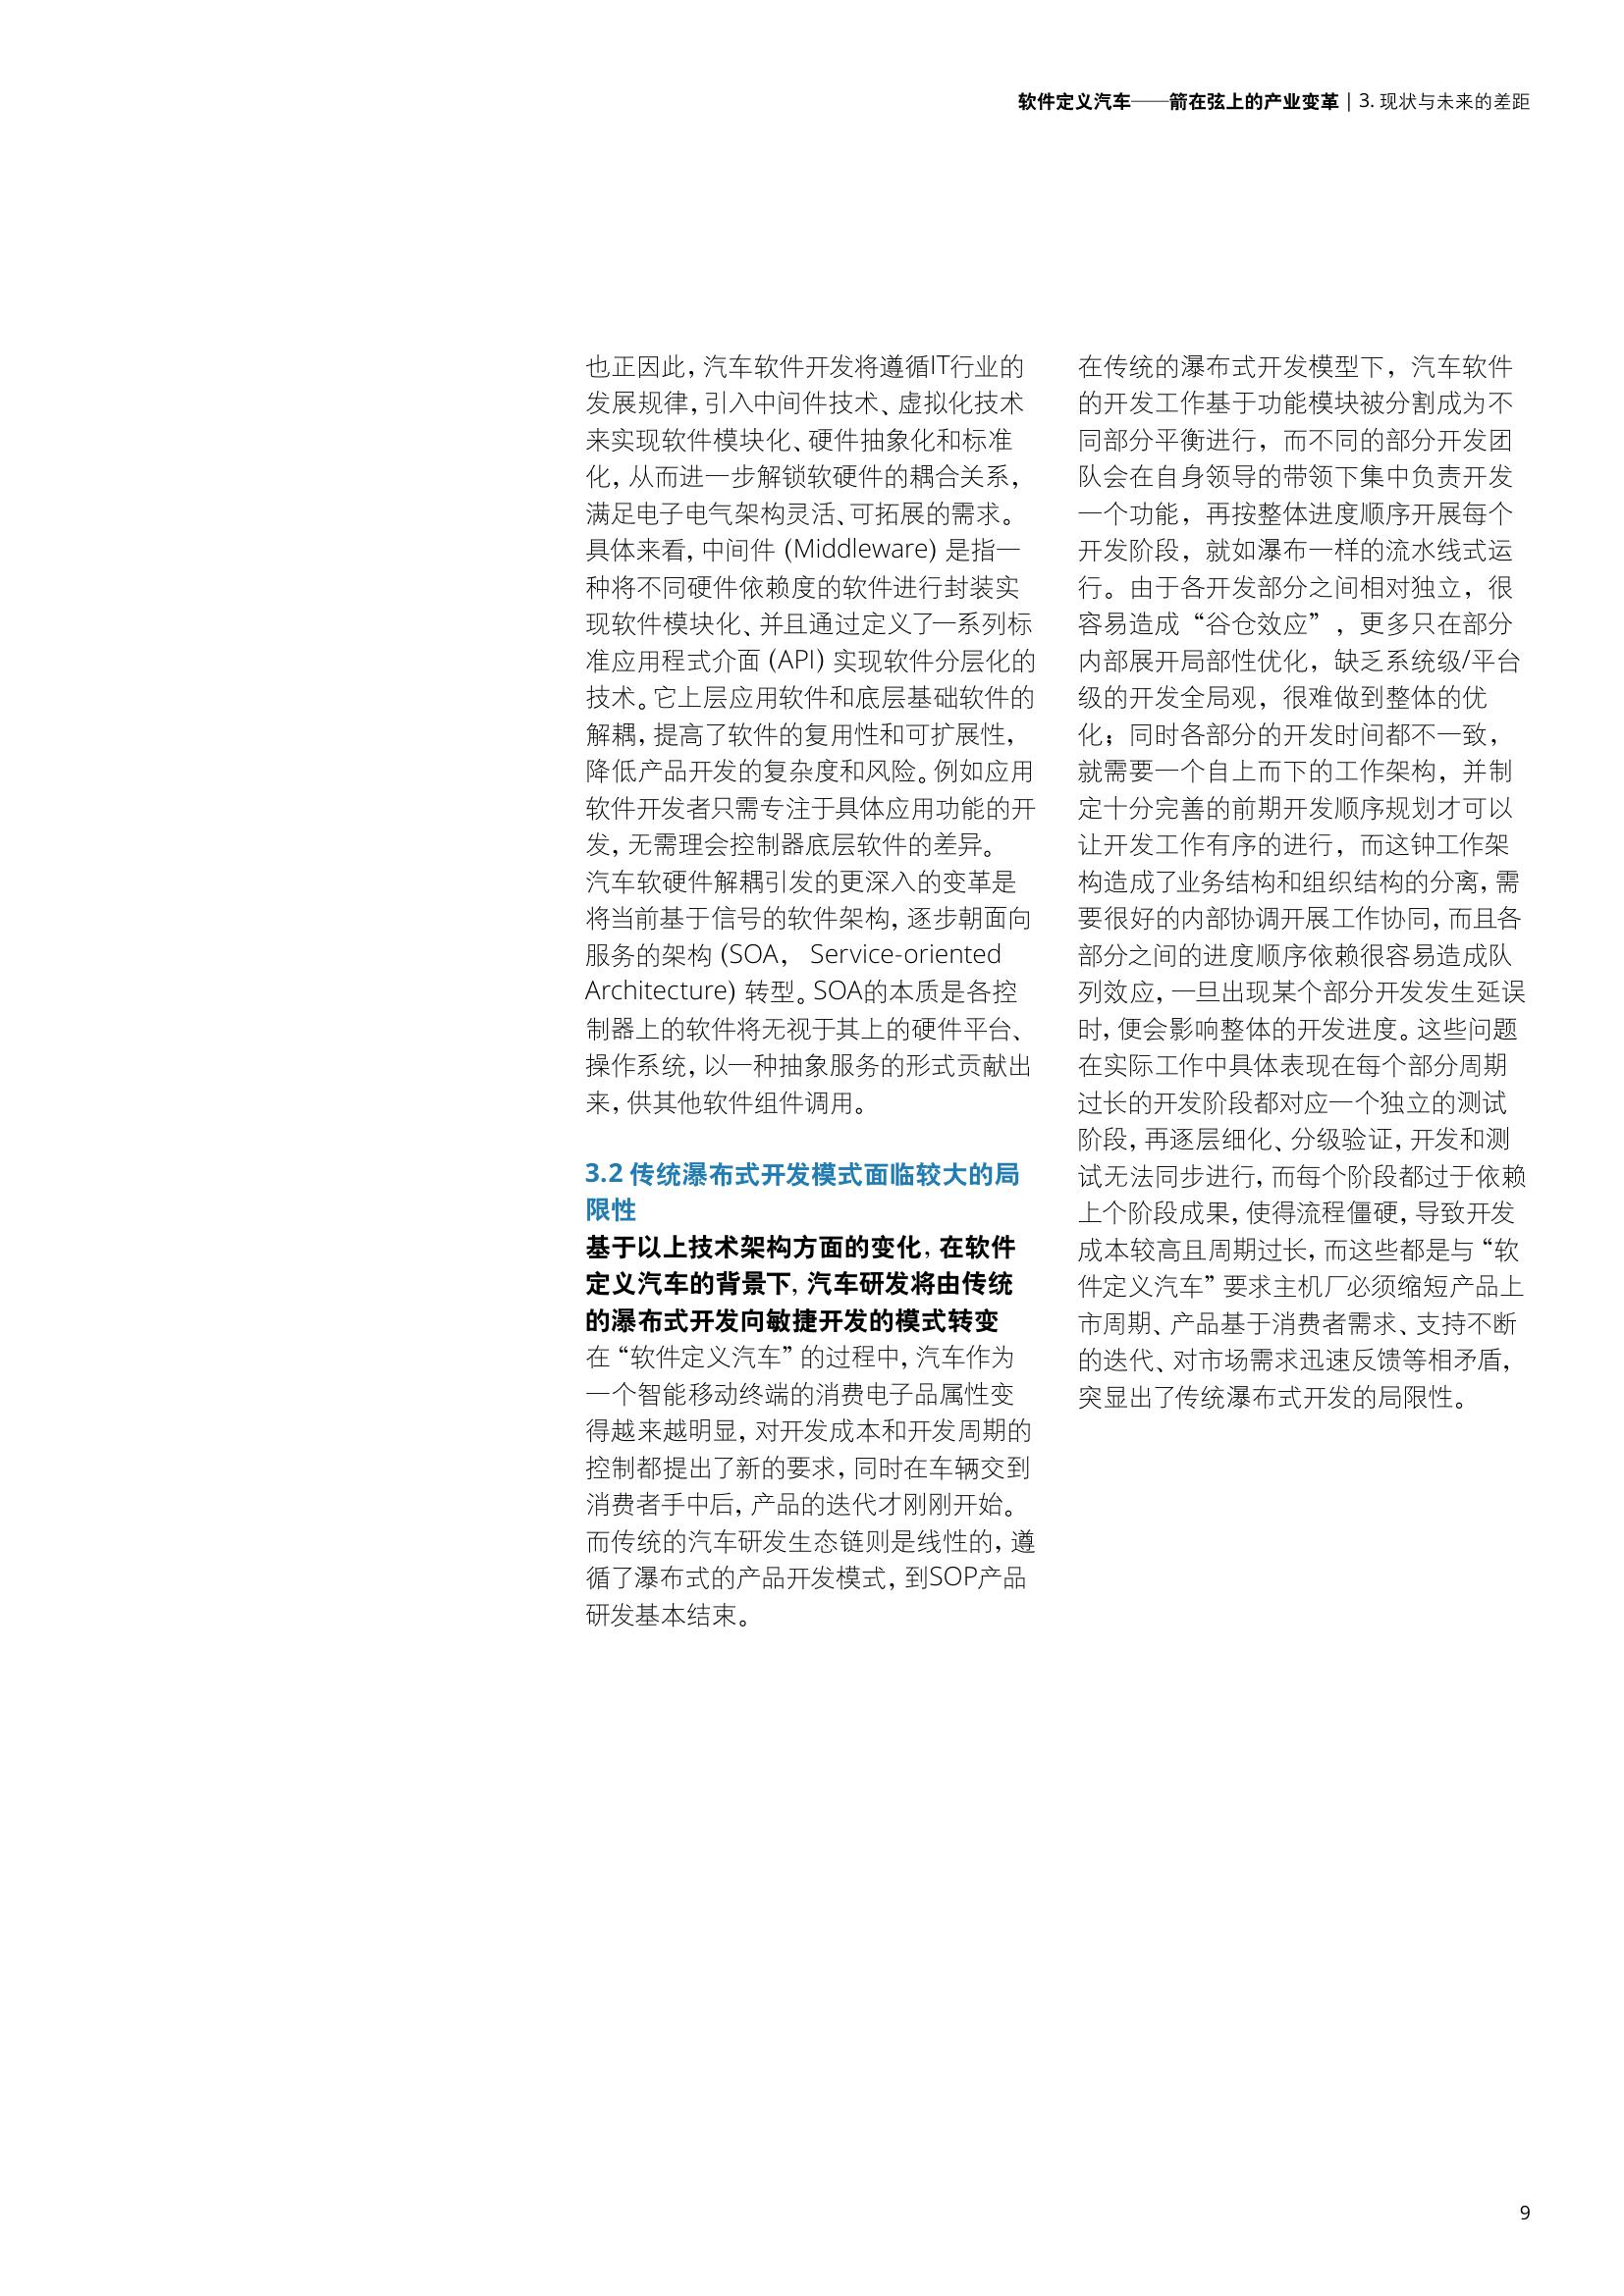 软件定义汽车——箭在弦上的产业变革 | 3. 现状与未来的差距
也正因此，汽车软件开发将遵循IT行业的
发展规律，引入中间件技术、虚拟化技术
来实现软件模块化、硬件抽象化和标准
化，从而进一步解锁软硬件的耦合关系，
满足电子电气架构灵活、可拓展的需求。
具体来看，中间件 (Middleware) 是指一
种将不同硬件依赖度的软件进行封装实
现软件模块化、并且通过定义了一系列标
准应用程式介面 (API) 实现软件分层化的
技术。它上层应用软件和底层基础软件的
解耦，提高了软件的复用性和可扩展性，
降低产品开发的复杂度和风险。例如应用
软件开发者只需专注于具体应用功能的开
发，无需理会控制器底层软件的差异。
汽车软硬件解耦引发的更深入的变革是
将当前基于信号的软件架构，逐步朝面向
服务的架构 (SOA， Service-oriented
Architecture) 转型。SOA的本质是各控
制器上的软件将无视于其上的硬件平台、
操作系统，以一种抽象服务的形式贡献出
来，供其他软件组件调用。
3.2 传统瀑布式开发模式面临较大的局
限性
基于以上技术架构方面的变化，在软件
定义汽车的背景下，汽车研发将由传统
的瀑布式开发向敏捷开发的模式转变
在“软件定义汽车”的过程中，汽车作为
一个智能移动终端的消费电子品属性变
得越来越明显，对开发成本和开发周期的
控制都提出了新的要求，同时在车辆交到
消费者手中后，产品的迭代才刚刚开始。
而传统的汽车研发生态链则是线性的，遵
循了瀑布式的产品开发模式，到SOP产品
研发基本结束。
在传统的瀑布式开发模型下，汽车软件
的开发工作基于功能模块被分割成为不
同部分平衡进行，而不同的部分开发团
队会在自身领导的带领下集中负责开发
一个功能，再按整体进度顺序开展每个
开发阶段，就如瀑布一样的流水线式运
行。由于各开发部分之间相对独立，很
容易造成“谷仓效应”，更多只在部分
内部展开局部性优化，缺乏系统级/平台
级的开发全局观，很难做到整体的优
化；同时各部分的开发时间都不一致，
就需要一个自上而下的工作架构，并制
定十分完善的前期开发顺序规划才可以
让开发工作有序的进行，而这钟工作架
构造成了业务结构和组织结构的分离，需
要很好的内部协调开展工作协同，而且各
部分之间的进度顺序依赖很容易造成队
列效应，一旦出现某个部分开发发生延误
时，便会影响整体的开发进度。这些问题
在实际工作中具体表现在每个部分周期
过长的开发阶段都对应一个独立的测试
阶段，再逐层细化、分级验证，开发和测
试无法同步进行，而每个阶段都过于依赖
上个阶段成果，使得流程僵硬，导致开发
成本较高且周期过长，而这些都是与“软
件定义汽车”要求主机厂必须缩短产品上
市周期、产品基于消费者需求、支持不断
的迭代、对市场需求迅速反馈等相矛盾，
突显出了传统瀑布式开发的局限性。
9